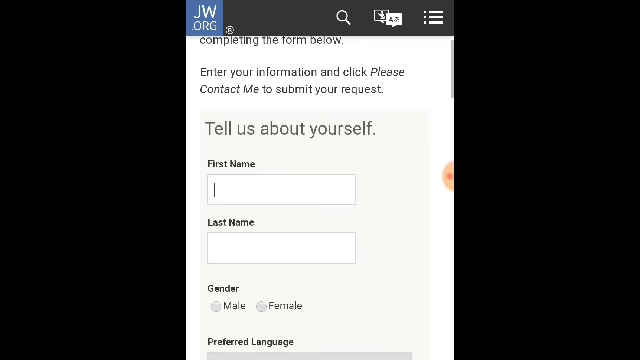 JW
.ORG®
completing the form below.
Enter your information and click Please
Contact Me to submit your request.
Tell us about yourself.
First Name
Last Name
Gender
Male Female
Preferred Language